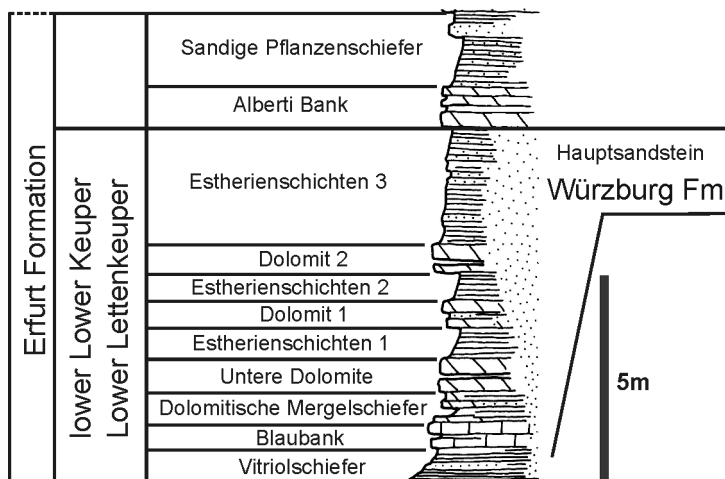 Erfurt Formation
lower Lower Keuper
Lower Lettenkeuper
Sandige Pflanzenschiefer
Alberti Bank
Estherienschichten 3
Dolomit 2
Estherienschichten 2
Dolomit 1
Estherienschichten 1
Untere Dolomite
Dolomitische Mergelschiefer
Blaubank
Vitriolschiefer
Hauptsandstein
Würzburg Fm
5m